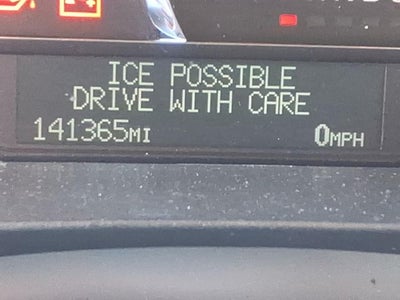 ICE POSSIBLE
DRIVE WITH CARE
141365MI 0MPH